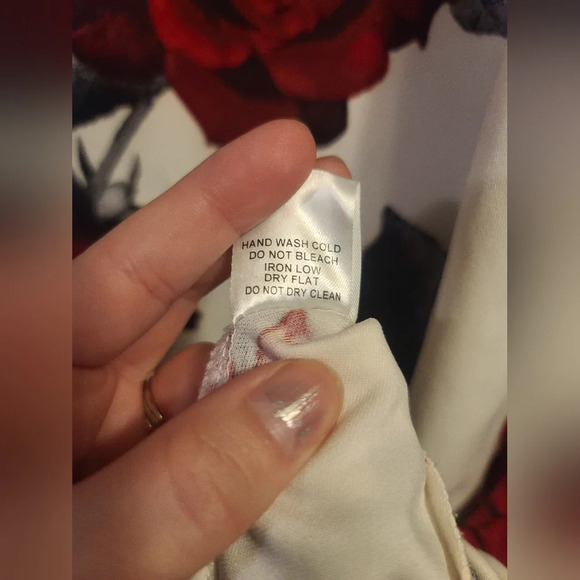 HAND WASH COLD
DO NOT BLEACH
IRON LOW
DRY FLAT
DO NOT DRY CLEAN